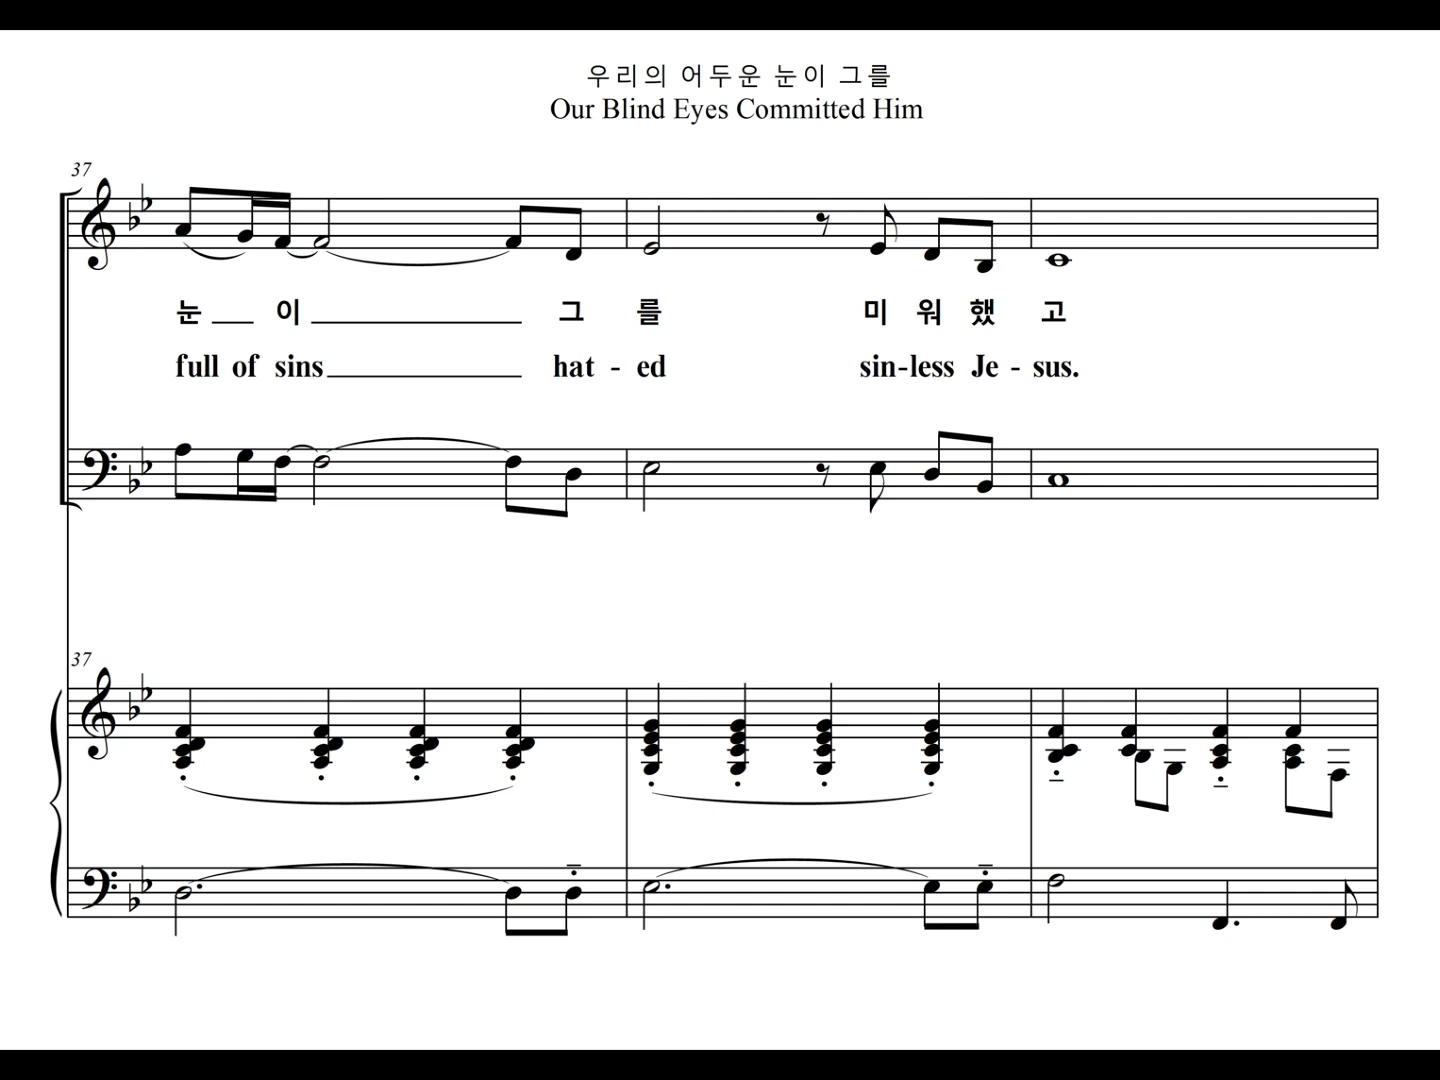 우리의 어두운 눈이 그를
Our Blind Eyes Committed Him
37
눈 이 그 를 미 워 했 고
full of sins hat - ed sin-less Je - sus.
37